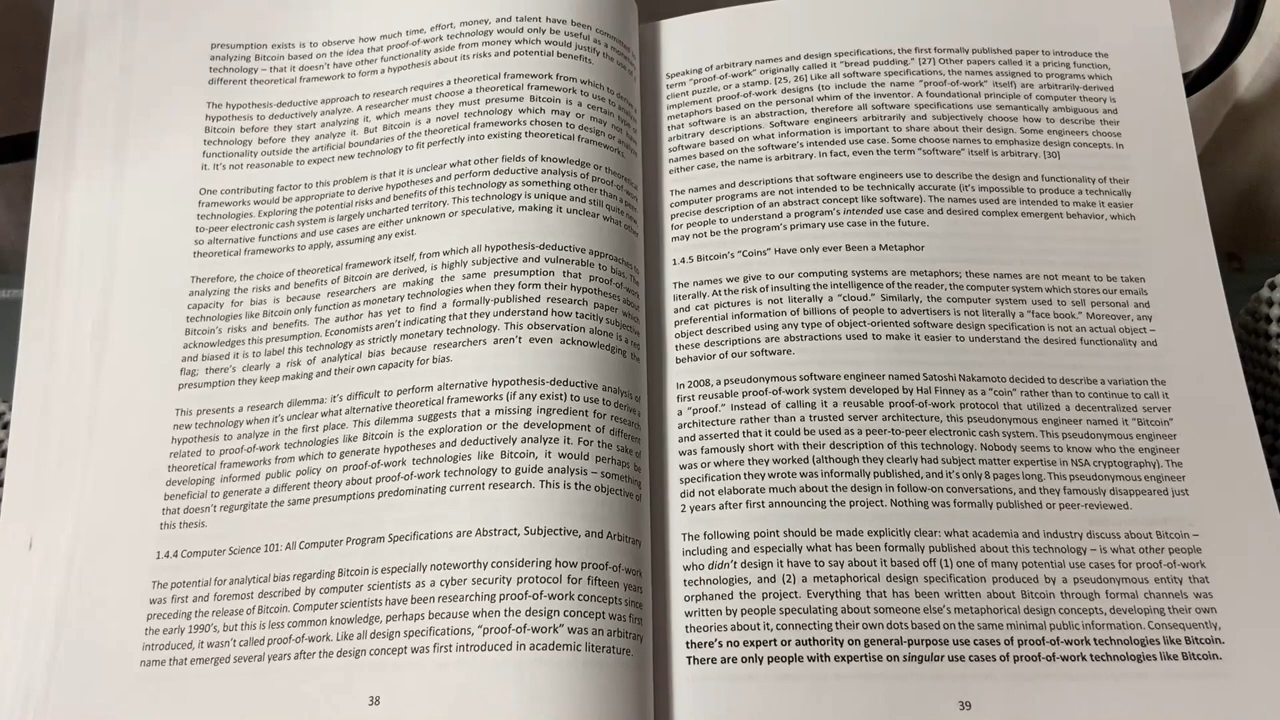 presumption exists is to observe how much time, effort, money, and talent have been committed
analyzing Bitcoin based on the idea that proof-of-work technology would only be useful as a
technology – that it doesn't have other functionality aside from money which would justify the use of
different theoretical framework to form a hypothesis about its risks and potential benefits.
The hypothesis-deductive approach to research requires a theoretical framework from which to
hypothesis to deductively analyze. A researcher must choose a theoretical framework to use to
Bitcoin before they start analyzing it, which means they must presume Bitcoin is a certain type of
technology before they analyze it. But Bitcoin is a novel technology which may or may not
functionality outside the artificial boundaries of the theoretical frameworks chosen to design or analyze
it. It's not reasonable to expect new technology to fit perfectly into existing theoretical frameworks.
One contributing factor to this problem is that it is unclear what other fields of knowledge or theoretical
frameworks would be appropriate to derive hypotheses and perform deductive analysis of proof-of-work
technologies. Exploring the potential risks and benefits of this technology as something other than a peer-
to-peer electronic cash system is largely uncharted territory. This technology is unique and still quite new
so alternative functions and use cases are either unknown or speculative, making it unclear what other
theoretical frameworks to apply, assuming any exist.
Therefore, the choice of theoretical framework itself, from which all hypothesis-deductive approaches to
analyzing the risks and benefits of Bitcoin are derived, is highly subjective and vulnerable to bias. The
capacity for bias is because researchers are making the same presumption that proof-of-work
technologies like Bitcoin only function as monetary technologies when they form their hypotheses about
Bitcoin's risks and benefits. The author has yet to find a formally-published research paper which
acknowledges this presumption. Economists aren't indicating that they understand how tacitly subjective
and biased it is to label this technology as strictly monetary technology. This observation alone is a red
flag; there's clearly a risk of analytical bias because researchers aren't even acknowledging the
presumption they keep making and their own capacity for bias.
This presents a research dilemma: it's difficult to perform alternative hypothesis-deductive analysis of
new technology when it's unclear what alternative theoretical frameworks (if any exist) to use to derive a
hypothesis to analyze in the first place. This dilemma suggests that a missing ingredient for research
related to proof-of-work technologies like Bitcoin is the exploration or the development of different
theoretical frameworks from which to generate hypotheses and deductively analyze it. For the sake of
developing informed public policy on proof-of-work technologies like Bitcoin, it would perhaps be
beneficial to generate a different theory about proof-of-work technology to guide analysis – something
that doesn't regurgitate the same presumptions predominating current research. This is the objective of
this thesis.
1.4.4 Computer Science 101: All Computer Program Specifications are Abstract, Subjective, and Arbitrary
The potential for analytical bias regarding Bitcoin is especially noteworthy considering how proof-of-work
was first and foremost described by computer scientists as a cyber security protocol for fifteen years
preceding the release of Bitcoin. Computer scientists have been researching proof-of-work concepts since
the early 1990's, but this is less common knowledge, perhaps because when the design concept was first
introduced, it wasn't called proof-of-work. Like all design specifications, “proof-of-work” was an arbitrary
name that emerged several years after the design concept was first introduced in academic literature.
38
Speaking of arbitrary names and design specifications, the first formally published paper to introduce the
term “proof-of-work” originally called it “bread pudding.” [27] Other papers called it a pricing function,
client puzzle, or a stamp. [25, 26] Like all software specifications, the names assigned to programs which
implement proof-of-work designs (to include the name “proof-of-work” itself) are arbitrarily-derived
metaphors based on the personal whim of the inventor. A foundational principle of computer theory is
that software is an abstraction, therefore all software specifications use semantically ambiguous and
arbitrary descriptions. Software engineers arbitrarily and subjectively choose how to describe their
software based on what information is important to share about their design. Some engineers choose
names based on the software's intended use case. Some choose names to emphasize design concepts. In
either case, the name is arbitrary. In fact, even the term “software” itself is arbitrary. [30]
The names and descriptions that software engineers use to describe the design and functionality of their
computer programs are not intended to be technically accurate (it's impossible to produce a technically
precise description of an abstract concept like software). The names used are intended to make it easier
for people to understand a program's intended use case and desired complex emergent behavior, which
may not be the program's primary use case in the future.
1.4.5 Bitcoin's “Coins” Have only ever Been a Metaphor
The names we give to our computing systems are metaphors; these names are not meant to be taken
literally. At the risk of insulting the intelligence of the reader, the computer system which stores our emails
and cat pictures is not literally a “cloud.” Similarly, the computer system used to sell personal and
preferential information of billions of people to advertisers is not literally a “face book.” Moreover, any
object described using any type of object-oriented software design specification is not an actual object –
these descriptions are abstractions used to make it easier to understand the desired functionality and
behavior of our software.
In 2008, a pseudonymous software engineer named Satoshi Nakamoto decided to describe a variation the
first reusable proof-of-work system developed by Hal Finney as a “coin” rather than to continue to call it
a “proof.” Instead of calling it a reusable proof-of-work protocol that utilized a decentralized server
architecture rather than a trusted server architecture, this pseudonymous engineer named it “Bitcoin”
and asserted that it could be used as a peer-to-peer electronic cash system. This pseudonymous engineer
was famously short with their description of this technology. Nobody seems to know who the engineer
was or where they worked (although they clearly had subject matter expertise in NSA cryptography). The
specification they wrote was informally published, and it's only 8 pages long. This pseudonymous engineer
did not elaborate much about the design in follow-on conversations, and they famously disappeared just
2 years after first announcing the project. Nothing was formally published or peer-reviewed.
The following point should be made explicitly clear: what academia and industry discuss about Bitcoin –
including and especially what has been formally published about this technology – is what other people
who didn't design it have to say about it based off (1) one of many potential use cases for proof-of-work
technologies, and (2) a metaphorical design specification produced by a pseudonymous entity that
orphaned the project. Everything that has been written about Bitcoin through formal channels was
written by people speculating about someone else's metaphorical design concepts, developing their own
theories about it, connecting their own dots based on the same minimal public information. Consequently,
there's no expert or authority on general-purpose use cases of proof-of-work technologies like Bitcoin.
There are only people with expertise on singular use cases of proof-of-work technologies like Bitcoin.
39